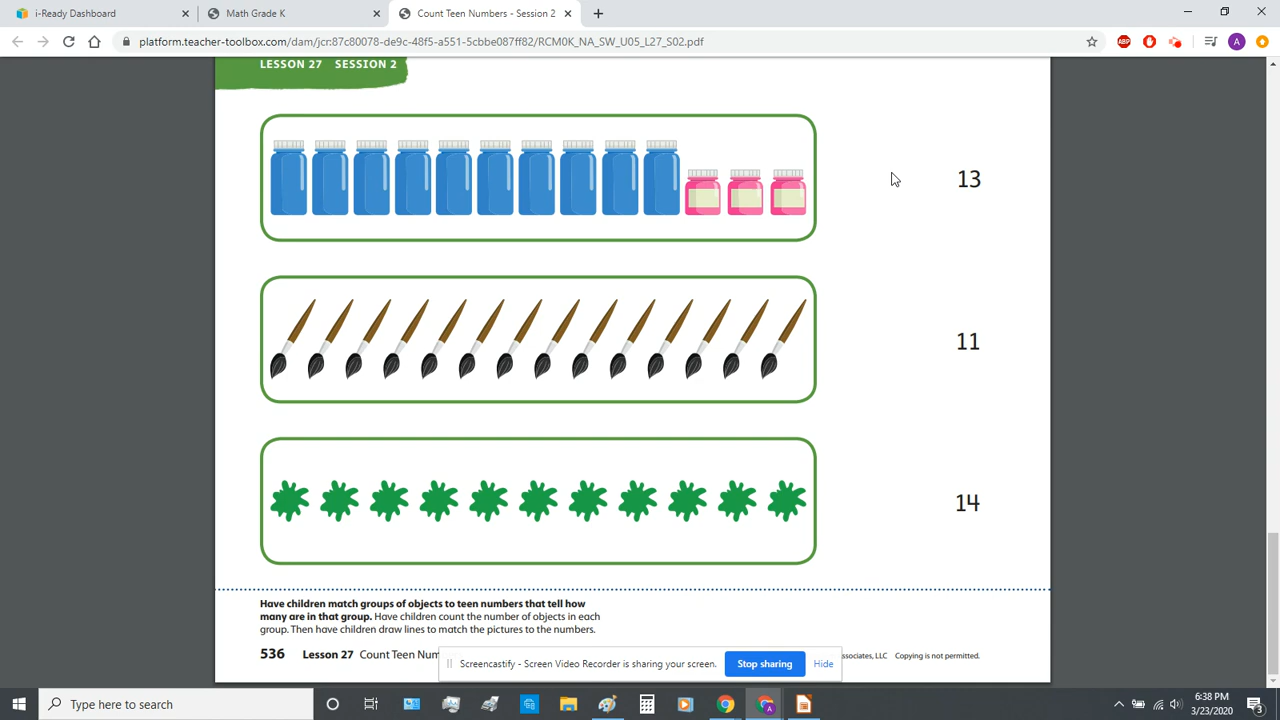 i-Ready Dashboard
Math Grade K
Count Teen Numbers - Session 2
platform.teacher-toolbox.com/dam/jcr:87c80078-de9c-48f5-a551-5cbbe087ff82/RCM0K_NA_SW_U05_L27_S02.pdf
ABP
A
LESSON 27 SESSION 2
13
11
14
Have children match groups of objects to teen numbers that tell how
many are in that group. Have children count the number of objects in each
group. Then have children draw lines to match the pictures to the numbers.
536 Lesson 27 Count Teen Num
ssociates, LLC Copying is not permitted.
Screencastify - Screen Video Recorder is sharing your screen.
Stop sharing
Hide
Type here to search
6:38 PM
3/23/2020
3